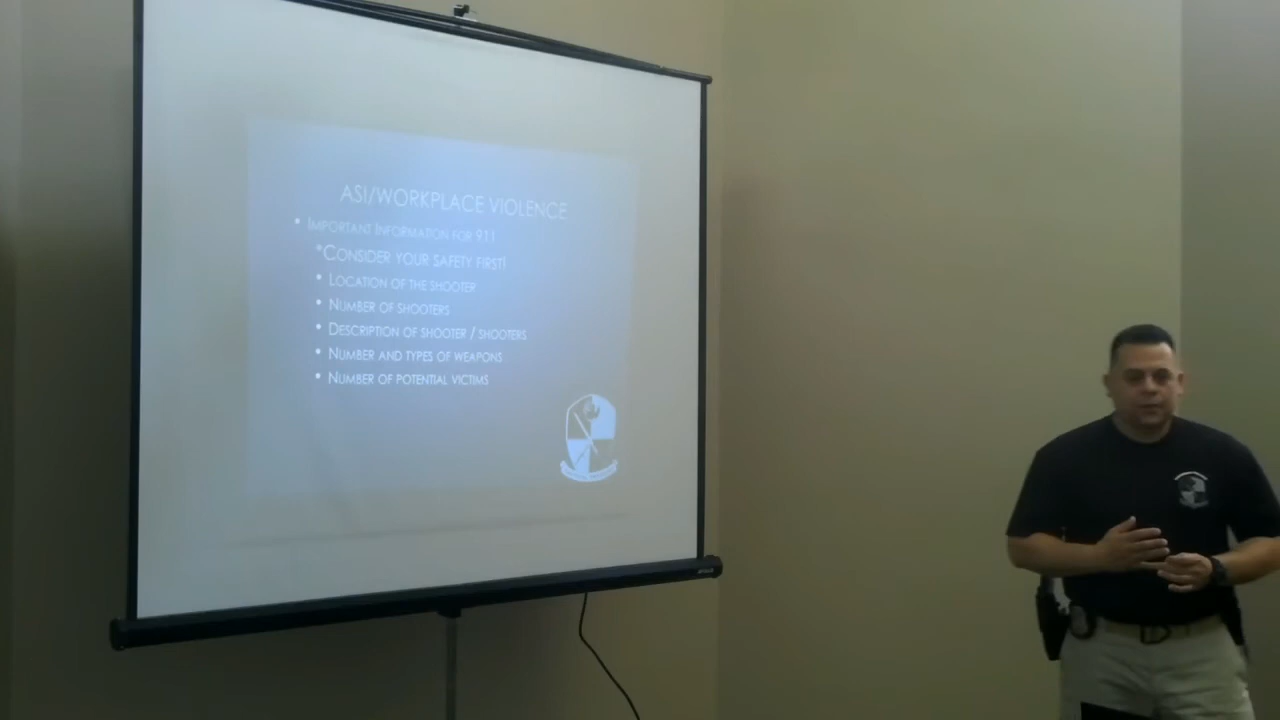 ASI/WORKPLACE VIOLENCE
• IMPORTANT INFORMATION FOR 911
*CONSIDER YOUR SAFETY FIRST!
• LOCATION OF THE SHOOTER
• NUMBER OF SHOOTERS
• DESCRIPTION OF SHOOTER / SHOOTERS
• NUMBER AND TYPES OF WEAPONS
• NUMBER OF POTENTIAL VICTIMS